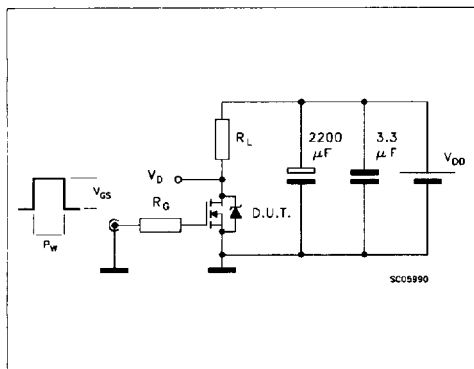 R_L
2200 µF
3.3 µF
V_DD
V_D
V_GS
R_G
D.U.T.
P_W
SC05990